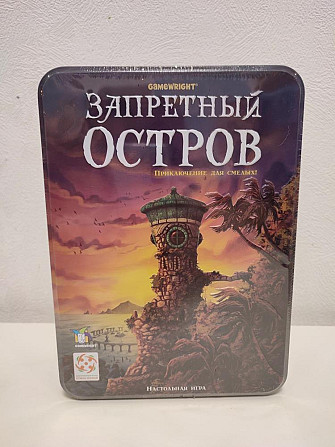 GAMEWRIGHT®
ЗАПРЕТНЫЙ
ОСТРОВ
ПРИКЛЮЧЕНИЕ ДЛЯ СМЕЛЫХ!
НАСТОЛЬНАЯ ИГРА